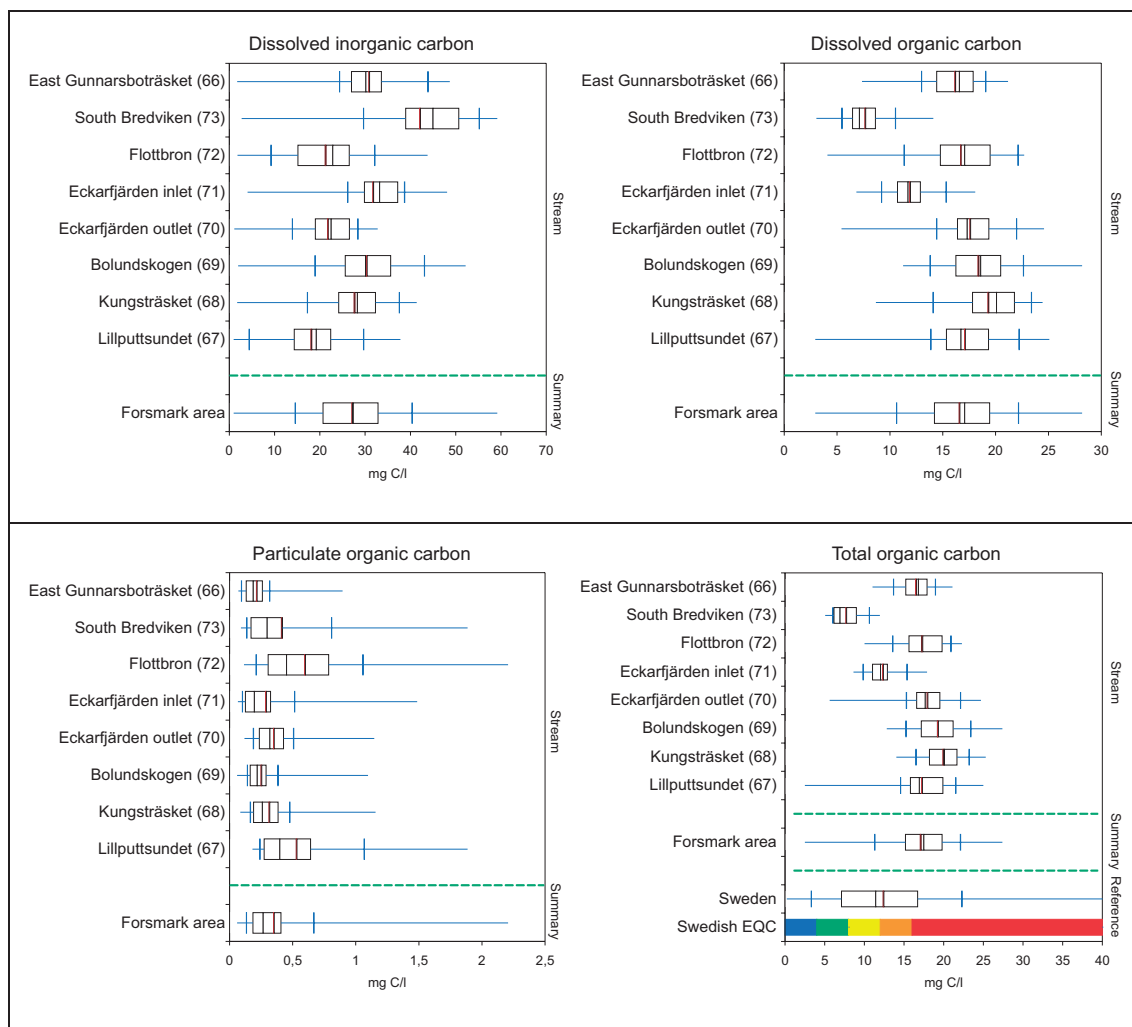 Dissolved inorganic carbon
East Gunnarsboträsket (66)
South Bredviken (73)
Flottbron (72)
Eckarfjärden inlet (71)
Eckarfjärden outlet (70)
Bolundskogen (69)
Kungsträsket (68)
Lillputtsundet (67)
Forsmark area
Stream
Summary
0 10 20 30 40 50 60 70
mg C/l
Dissolved organic carbon
East Gunnarsboträsket (66)
South Bredviken (73)
Flottbron (72)
Eckarfjärden inlet (71)
Eckarfjärden outlet (70)
Bolundskogen (69)
Kungsträsket (68)
Lillputtsundet (67)
Forsmark area
Stream
Summary
0 5 10 15 20 25 30
mg C/l
Particulate organic carbon
East Gunnarsboträsket (66)
South Bredviken (73)
Flottbron (72)
Eckarfjärden inlet (71)
Eckarfjärden outlet (70)
Bolundskogen (69)
Kungsträsket (68)
Lillputtsundet (67)
Forsmark area
Stream
Summary
0 0,5 1 1,5 2 2,5
mg C/l
Total organic carbon
East Gunnarsboträsket (66)
South Bredviken (73)
Flottbron (72)
Eckarfjärden inlet (71)
Eckarfjärden outlet (70)
Bolundskogen (69)
Kungsträsket (68)
Lillputtsundet (67)
Forsmark area
Sweden
Swedish EQC
Stream
Summary
Reference
0 5 10 15 20 25 30 35 40
mg C/l